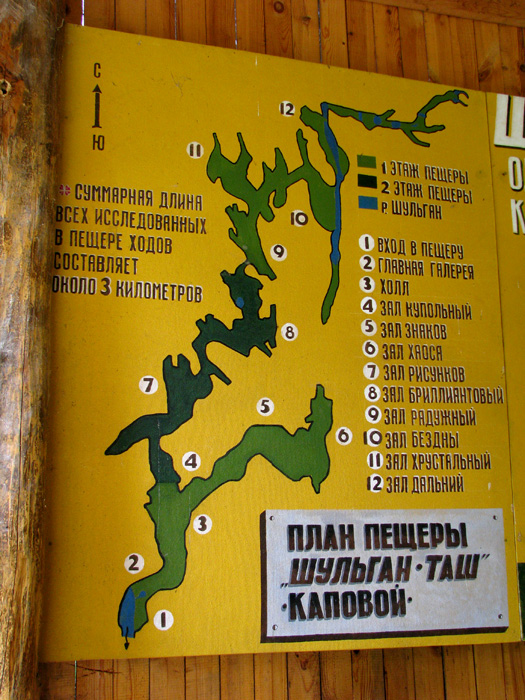 С
Ю
СУММАРНАЯ ДЛИНА
ВСЕХ ИССЛЕДОВАННЫХ
В ПЕЩЕРЕ ХОДОВ
СОСТАВЛЯЕТ
ОКОЛО 3 КИЛОМЕТРОВ
12
11
10
9
8
7
5
6
4
3
2
1
1 ЭТАЖ ПЕЩЕРЫ
2 ЭТАЖ ПЕЩЕРЫ
Р. ШУЛЬГАН
1 ВХОД В ПЕЩЕРУ
2 ГЛАВНАЯ ГАЛЕРЕЯ
3 ХОЛЛ
4 ЗАЛ КУПОЛЬНЫЙ
5 ЗАЛ ЗНАКОВ
6 ЗАЛ ХАОСА
7 ЗАЛ РИСУНКОВ
8 ЗАЛ БРИЛЛИАНТОВЫЙ
9 ЗАЛ РАДУЖНЫЙ
10 ЗАЛ БЕЗДНЫ
11 ЗАЛ ХРУСТАЛЬНЫЙ
12 ЗАЛ ДАЛЬНИЙ
ПЛАН ПЕЩЕРЫ
"ШУЛЬГАН·ТАШ"
·КАПОВОЙ·